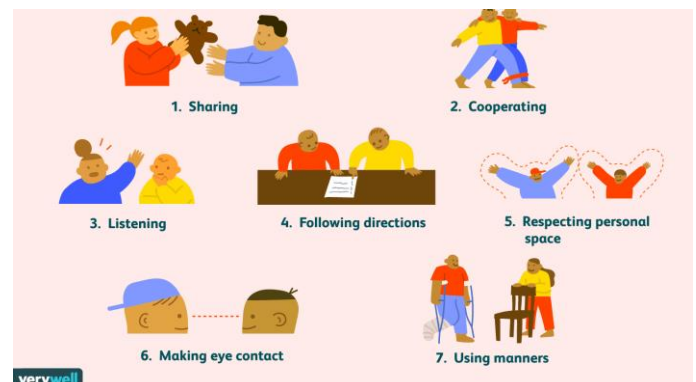 1. Sharing
2. Cooperating
3. Listening
4. Following directions
5. Respecting personal
space
6. Making eye contact
7. Using manners
verywell